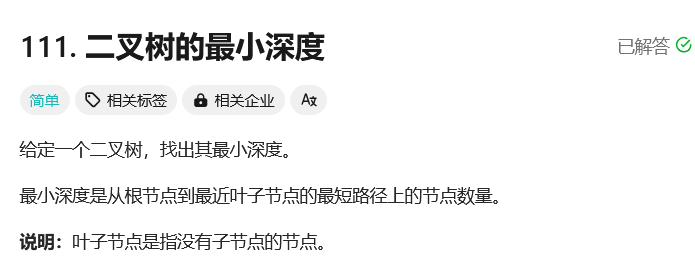 111. 二叉树的最小深度
已解答
简单
相关标签
相关企业
给定一个二叉树，找出其最小深度。
最小深度是从根节点到最近叶子节点的最短路径上的节点数量。
说明：叶子节点是指没有子节点的节点。